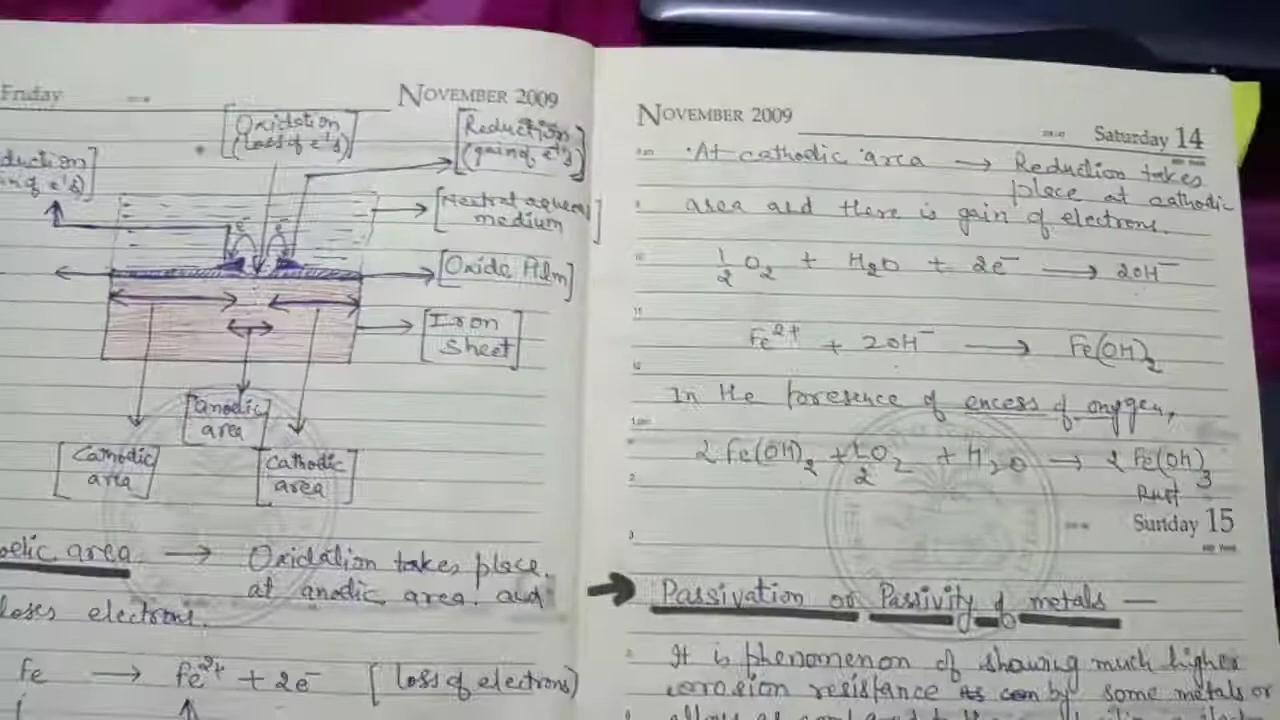 Friday
NOVEMBER 2009
[Oxidation
(loss of e⁻s)]
[Reduction
(gain of e⁻s)]
duction]
in of e⁻s)]
[Neutral aqueous
medium]
[Oxide Film]
[Iron
Sheet]
[anodic
area]
[Cathodic
area]
[Cathodic
area]
area → Oxidation takes place
at anodic area and
loses electrons.
Fe → Fe²⁺ + 2e⁻ [loss of electrons)
NOVEMBER 2009
Saturday 14
· At cathodic area → Reduction takes
place at cathodic
area and there is gain of electrons.
1/2 O₂ + H₂O + 2e⁻ → 2OH⁻
Fe²⁺ + 2OH⁻ → Fe(OH)₂
In the presence of excess of oxygen,
2Fe(OH)₂ + 1/2 O₂ + H₂O → 2Fe(OH)₃
Rust
Sunday 15
→ Passivation or Passivity of metals —
It is phenomenon of showing much higher
corrosion resistance by some metals or